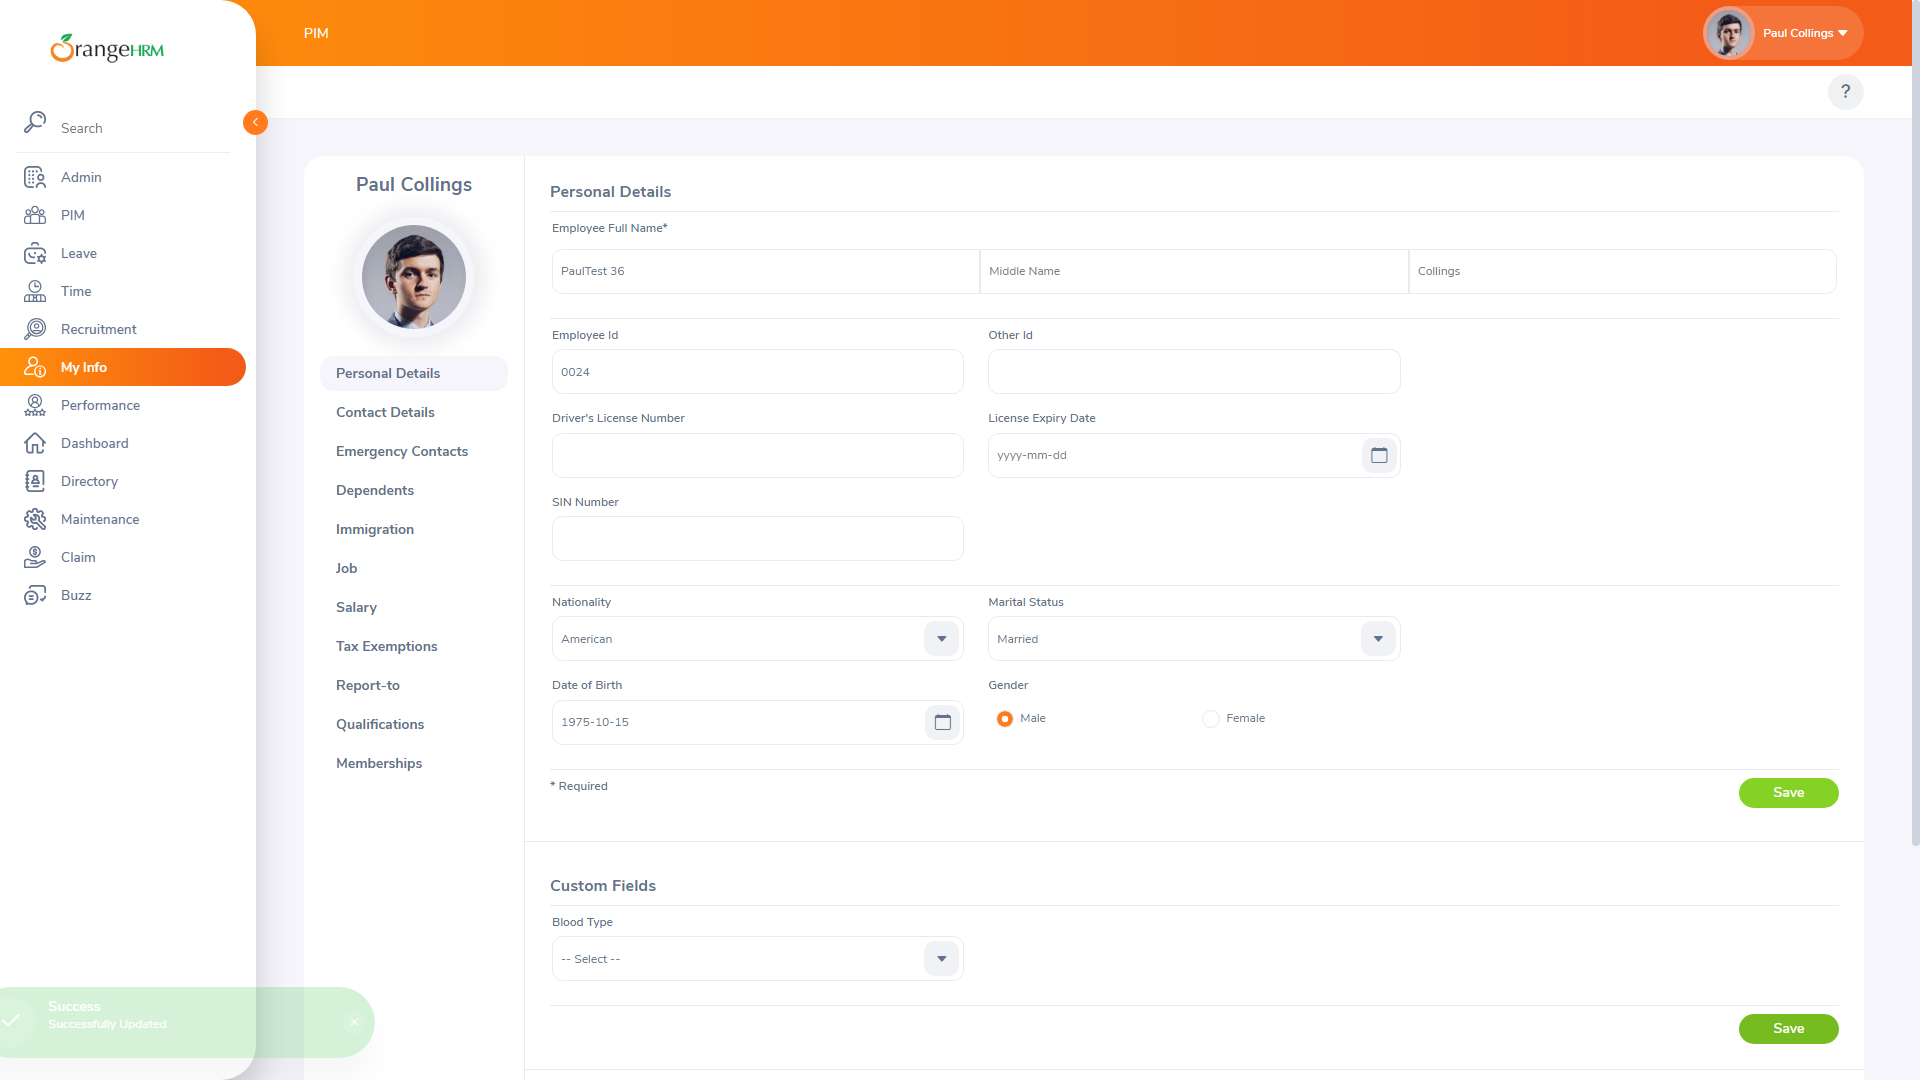 OrangeHRM
Search
Admin
PIM
Leave
Time
Recruitment
My Info
Performance
Dashboard
Directory
Maintenance
Claim
Buzz
PIM
Paul Collings
?
Paul Collings
Personal Details
Contact Details
Emergency Contacts
Dependents
Immigration
Job
Salary
Tax Exemptions
Report-to
Qualifications
Memberships
Personal Details
Employee Full Name*
PaulTest 36 Middle Name Collings
Employee Id Other Id
0024
Driver's License Number License Expiry Date
yyyy-mm-dd
SIN Number
Nationality Marital Status
American Married
Date of Birth Gender
1975-10-15 Male Female
* Required Save
Custom Fields
Blood Type
-- Select --
Save
Success
Successfully Updated